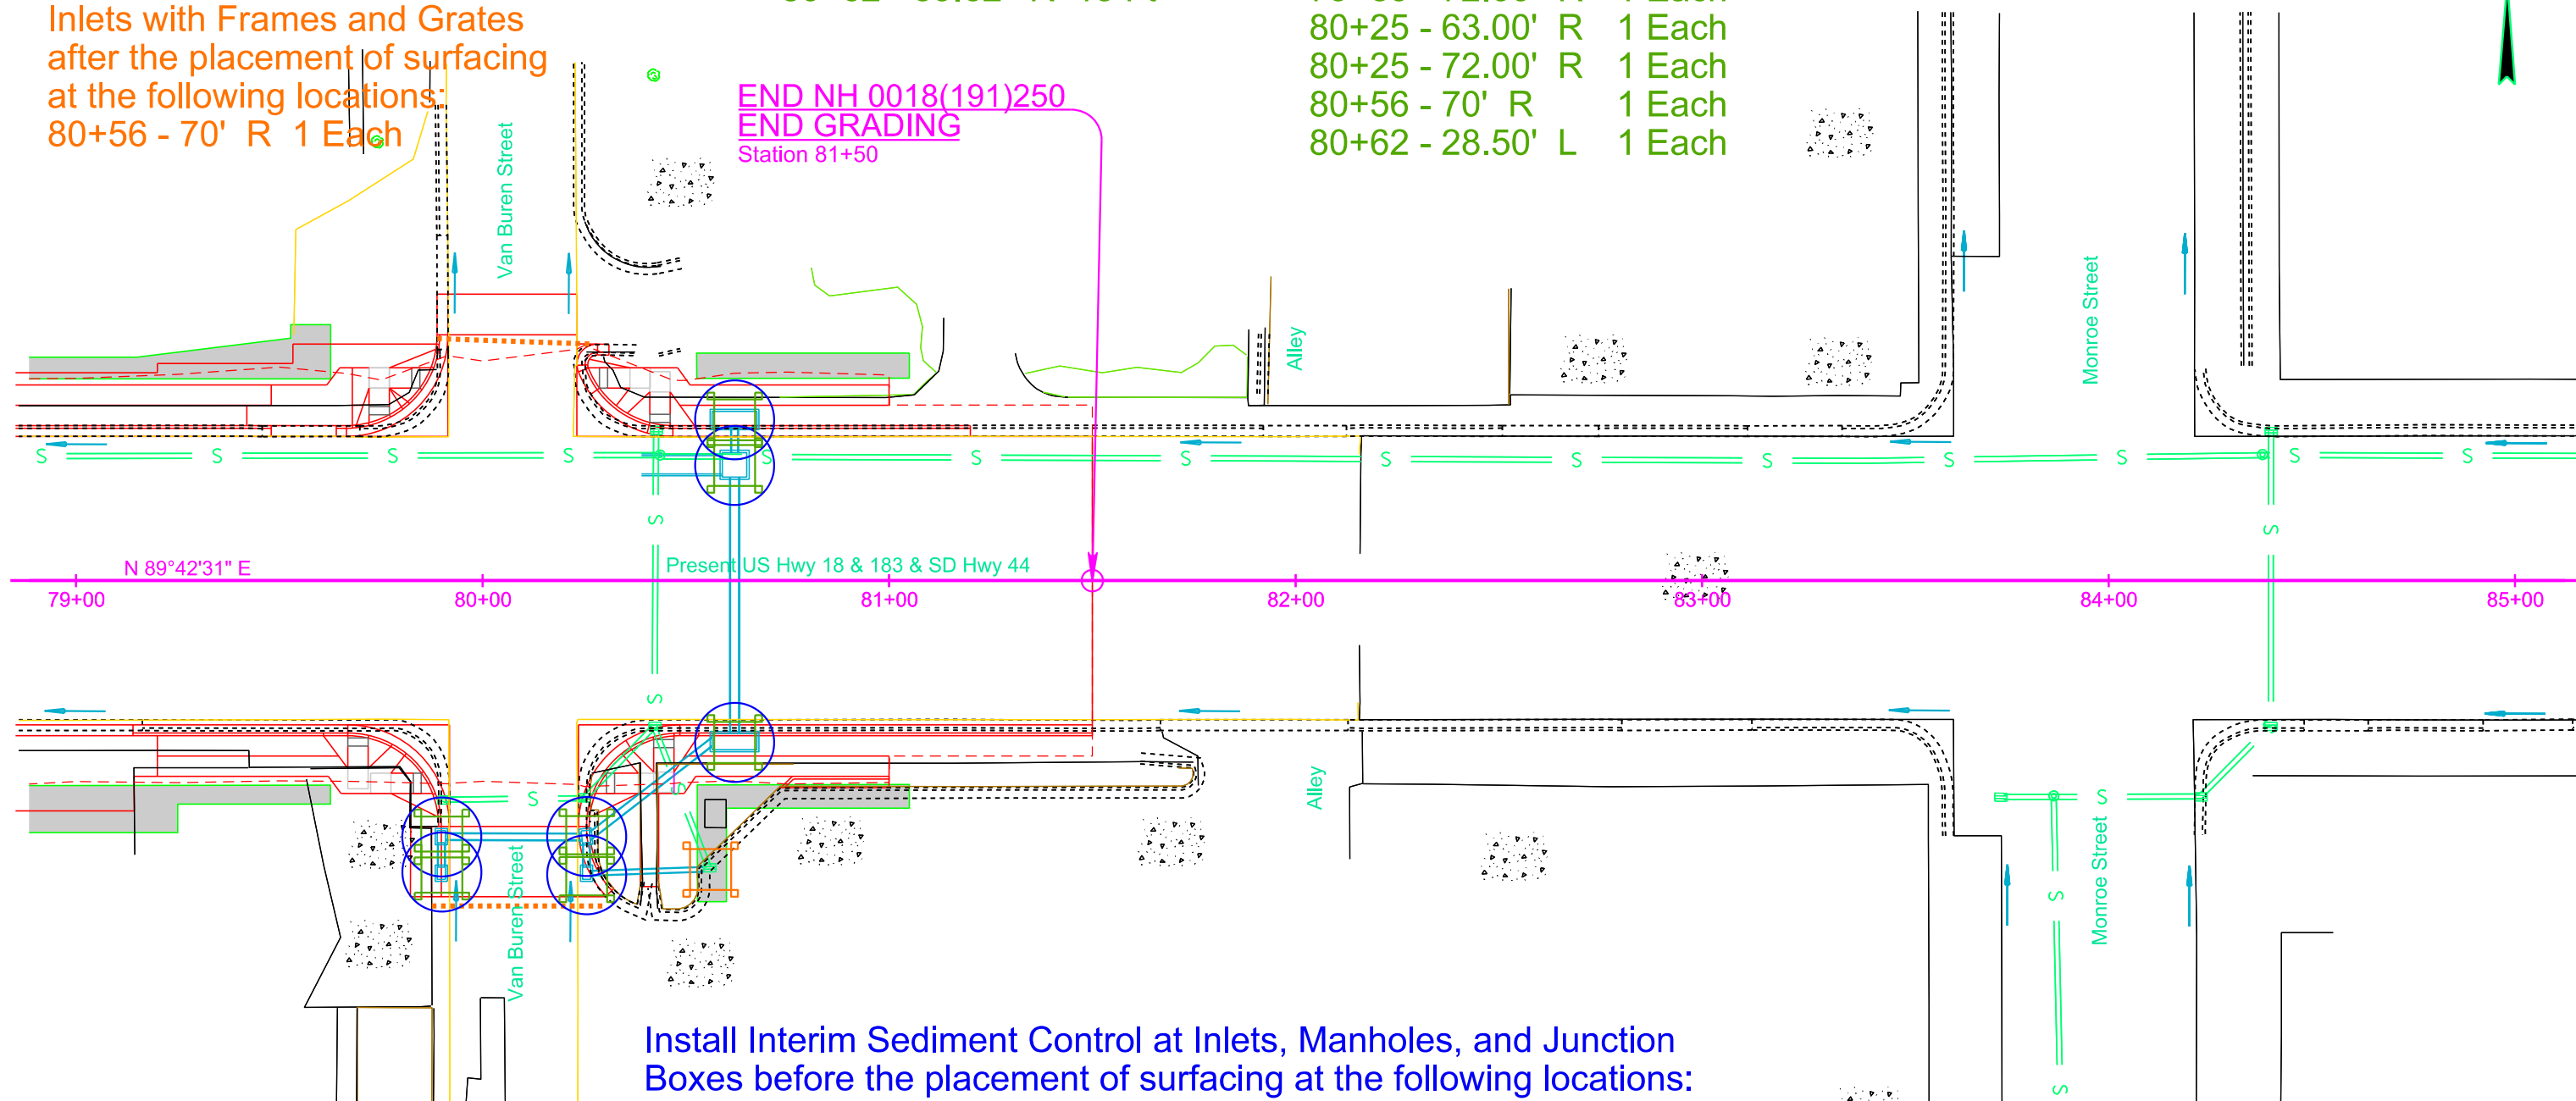 Inlets with Frames and Grates
after the placement of surfacing
at the following locations:
80+56 - 70' R 1 Each
80+25 - 63.00' R 1 Each
80+25 - 72.00' R 1 Each
80+56 - 70' R 1 Each
80+62 - 28.50' L 1 Each
END NH 0018(191)250
END GRADING
Station 81+50
Van Buren Street
Alley
Monroe Street
S S S S S S S S S S S S S S
S
S
N 89°42'31" E
Present US Hwy 18 & 183 & SD Hwy 44
79+00 80+00 81+00 82+00 83+00 84+00 85+00
S
S
S
S
Alley
Van Buren Street
Monroe Street
S
S
Install Interim Sediment Control at Inlets, Manholes, and Junction
Boxes before the placement of surfacing at the following locations: